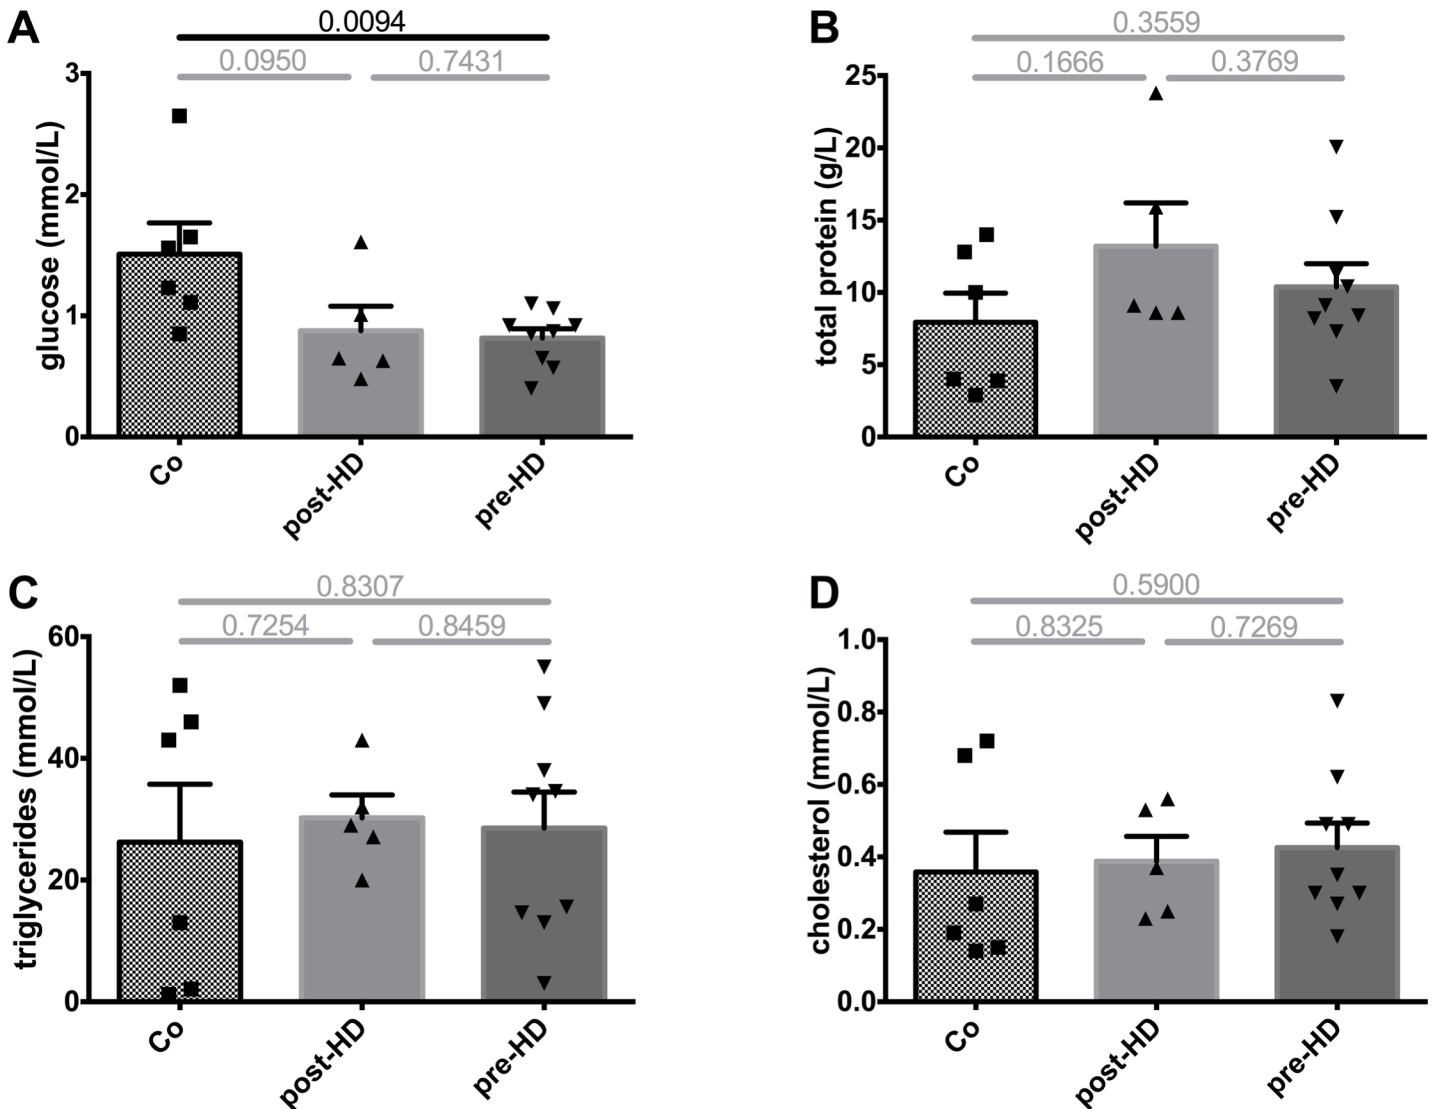 A
0.0094
0.0950
0.7431
glucose (mmol/L)
3
2
1
0
Co
post-HD
pre-HD
B
0.3559
0.1666
0.3769
total protein (g/L)
25
20
15
10
5
0
Co
post-HD
pre-HD
C
0.8307
0.7254
0.8459
triglycerides (mmol/L)
60
40
20
0
Co
post-HD
pre-HD
D
0.5900
0.8325
0.7269
cholesterol (mmol/L)
1.0
0.8
0.6
0.4
0.2
0.0
Co
post-HD
pre-HD